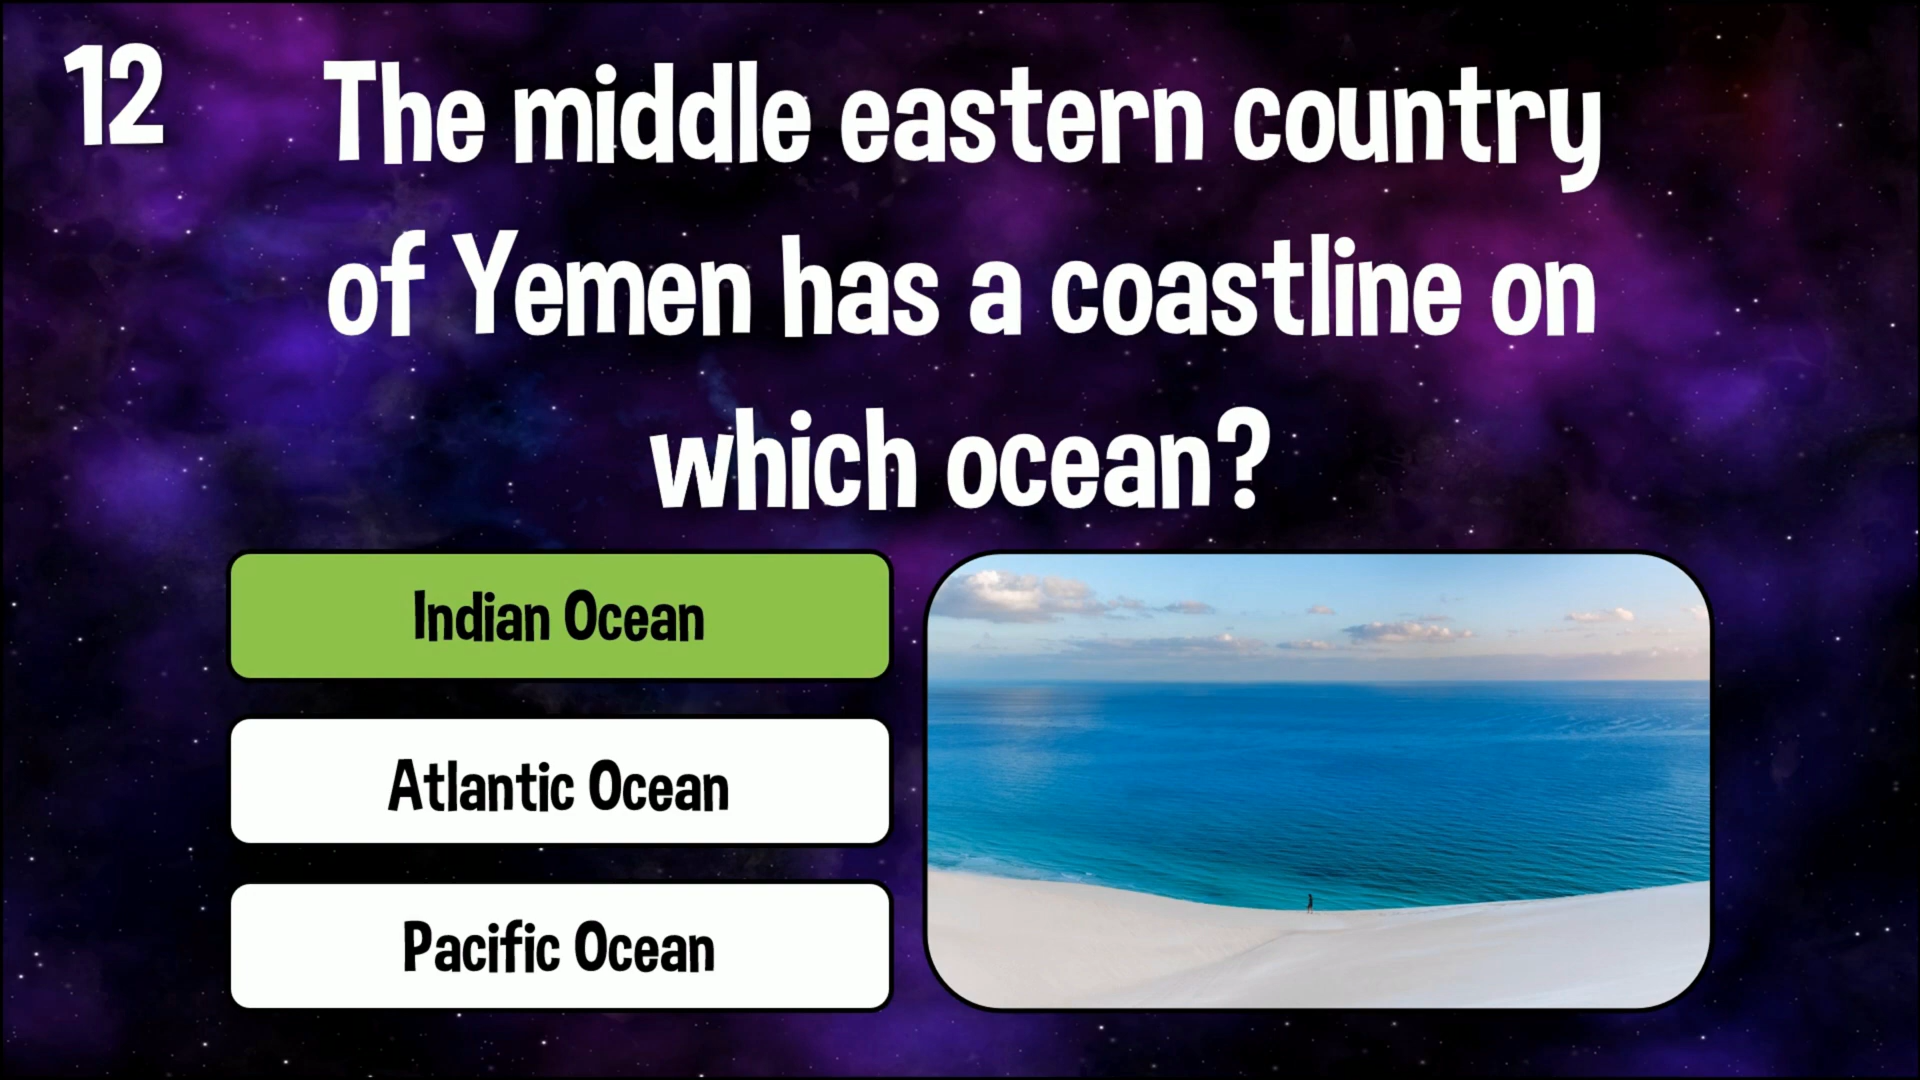 12
The middle eastern country
of Yemen has a coastline on
which ocean?
Indian Ocean
Atlantic Ocean
Pacific Ocean